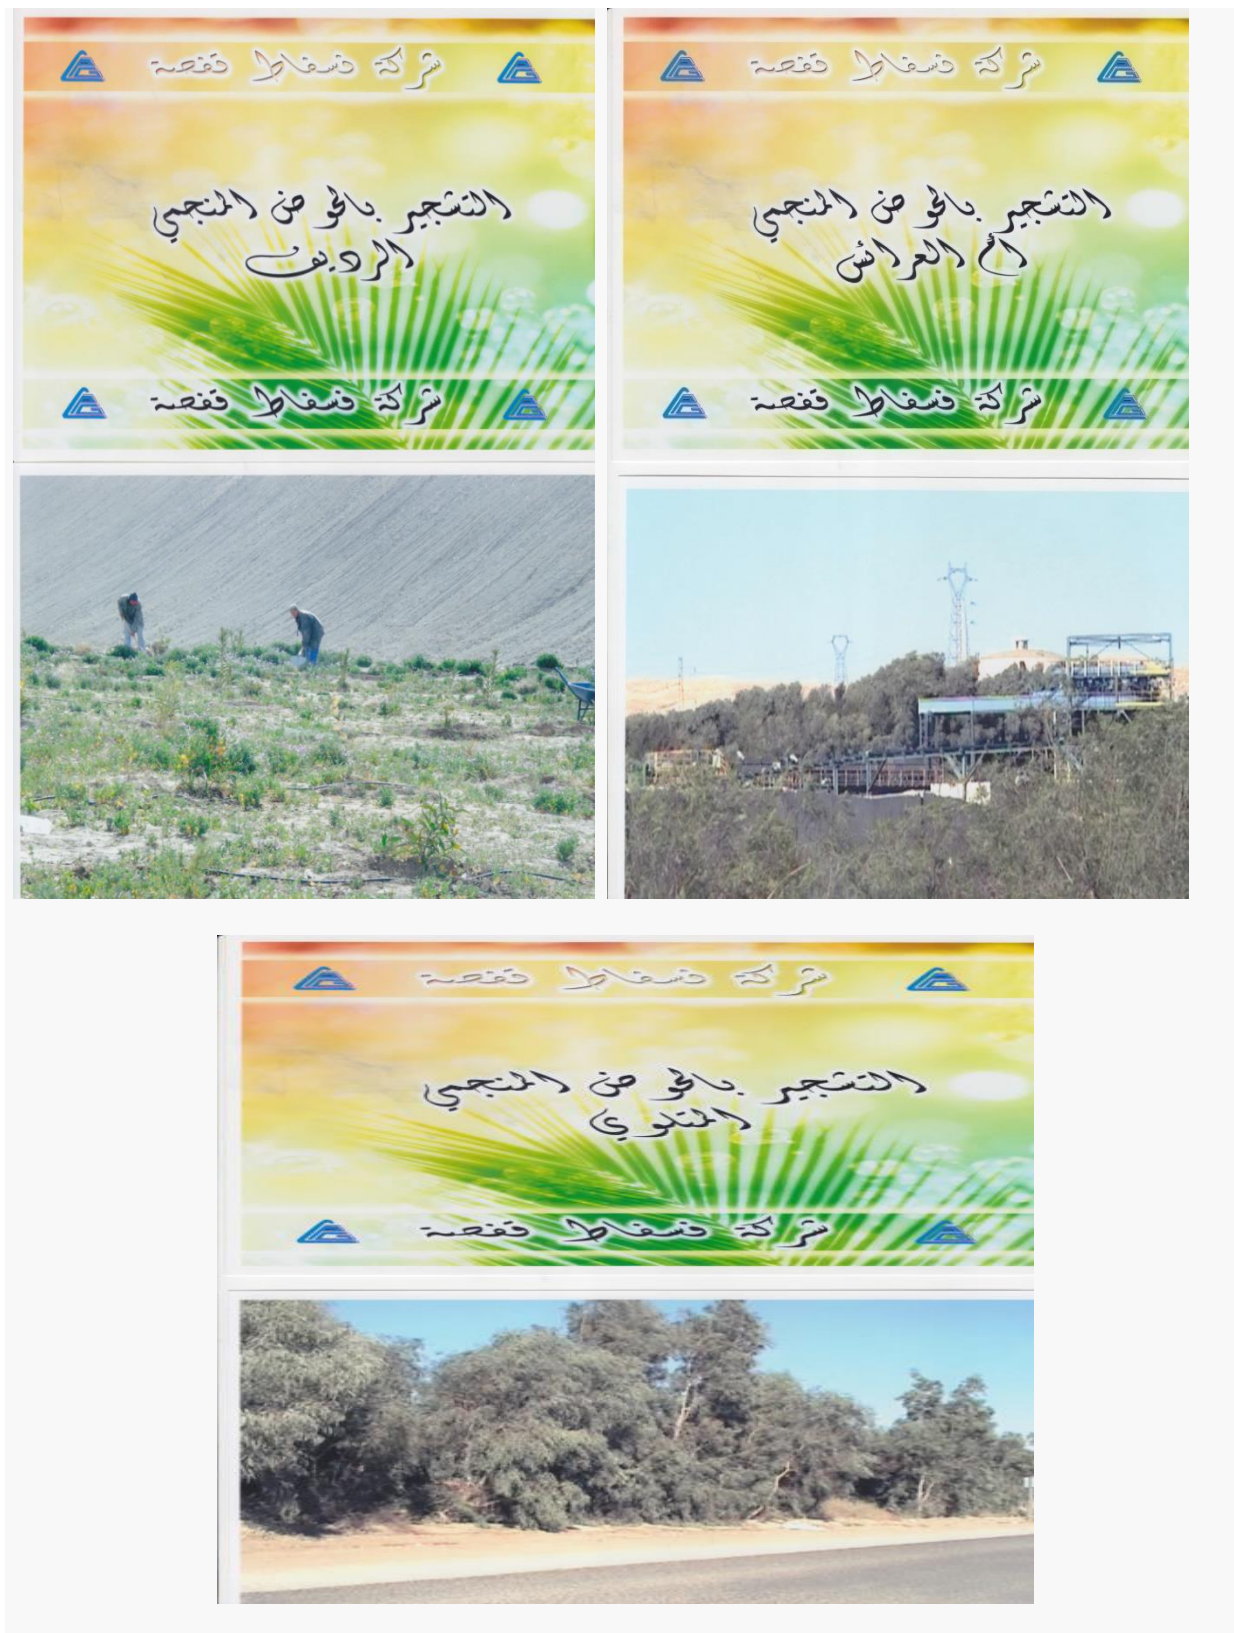 شركة فسفاط قفصة
التشجير بالحوض المنجمي
الرديف
شركة فسفاط قفصة
شركة فسفاط قفصة
التشجير بالحوض المنجمي
أم العرائس
شركة فسفاط قفصة
شركة فسفاط قفصة
التشجير بالحوض المنجمي
المتلوي
شركة فسفاط قفصة